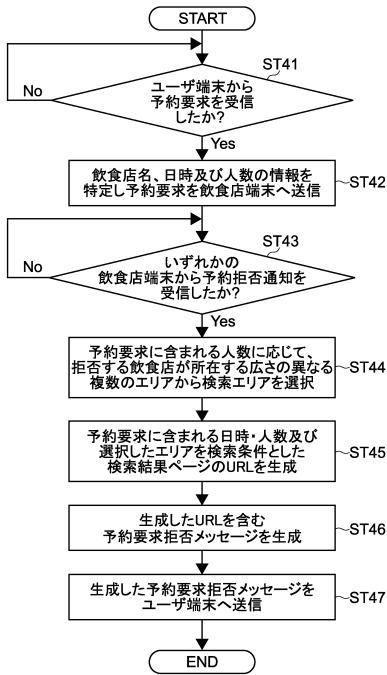 START
ST41
ユーザ端末から
予約要求を受信
したか?
No
Yes
飲食店名、日時及び人数の情報を
特定し予約要求を飲食店端末へ送信
ST42
ST43
いずれかの
飲食店端末から予約拒否通知を
受信したか?
No
Yes
予約要求に含まれる人数に応じて、
拒否する飲食店が所在する広さの異なる
複数のエリアから検索エリアを選択
ST44
予約要求に含まれる日時・人数及び
選択したエリアを検索条件とした
検索結果ページのURLを生成
ST45
生成したURLを含む
予約要求拒否メッセージを生成
ST46
生成した予約要求拒否メッセージを
ユーザ端末へ送信
ST47
END